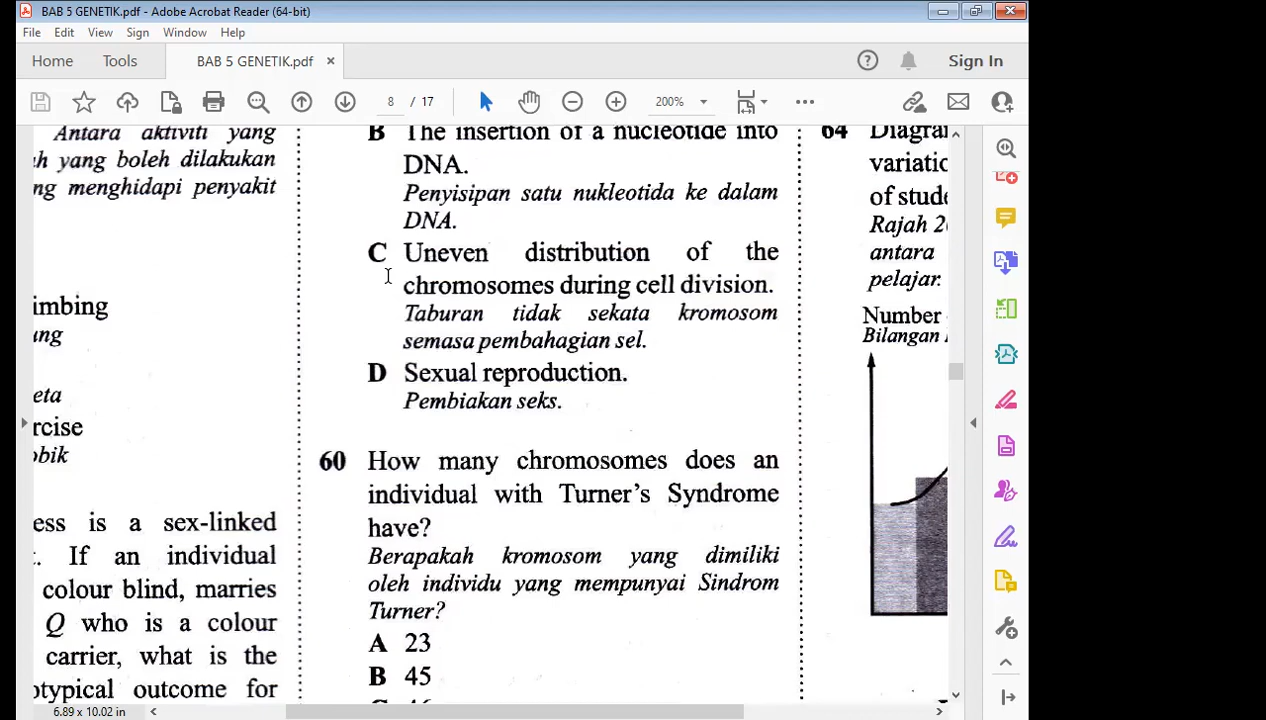 BAB 5 GENETIK.pdf - Adobe Acrobat Reader (64-bit)
File Edit View Sign Window Help
Home Tools BAB 5 GENETIK.pdf × ? Sign In
8 / 17 200%
Antara aktiviti yang
yang boleh dilakukan
menghidapi penyakit
imbing
ung
eta
rcise
obik
ess is a sex-linked
If an individual
colour blind, marries
Q who is a colour
carrier, what is the
otypical outcome for
B The insertion of a nucleotide into
DNA.
Penyisipan satu nukleotida ke dalam
DNA.
C Uneven distribution of the
chromosomes during cell division.
Taburan tidak sekata kromosom
semasa pembahagian sel.
D Sexual reproduction.
Pembiakan seks.
60 How many chromosomes does an
individual with Turner's Syndrome
have?
Berapakah kromosom yang dimiliki
oleh individu yang mempunyai Sindrom
Turner?
A 23
B 45
64 Diagram
variatio
of stude
Rajah 2
antara
pelajar.
Number
Bilangan
6.89 x 10.02 in